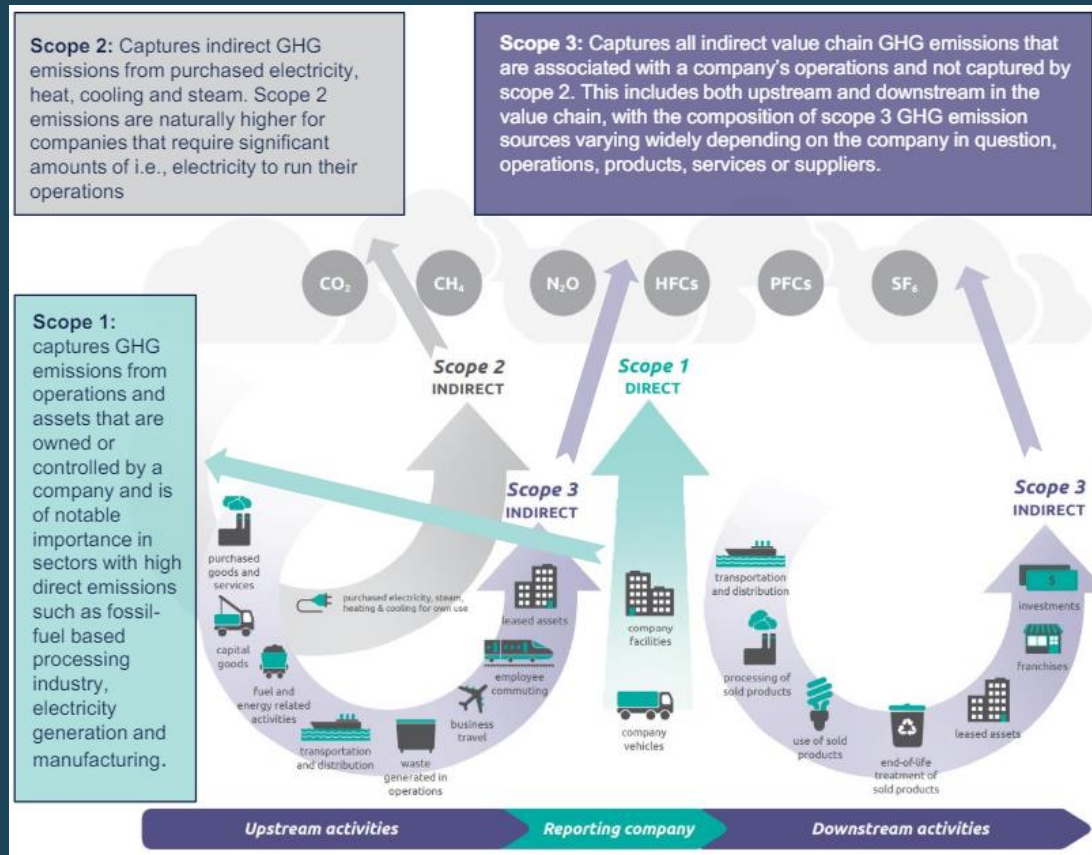 Scope 2: Captures indirect GHG
emissions from purchased electricity,
heat, cooling and steam. Scope 2
emissions are naturally higher for
companies that require significant
amounts of i.e., electricity to run their
operations
Scope 3: Captures all indirect value chain GHG emissions that
are associated with a company's operations and not captured by
scope 2. This includes both upstream and downstream in the
value chain, with the composition of scope 3 GHG emission
sources varying widely depending on the company in question,
operations, products, services or suppliers.
CO₂
CH₄
N₂O
HFCs
PFCs
SF₆
Scope 1:
captures GHG
emissions from
operations and
assets that are
owned or
controlled by a
company and is
of notable
importance in
sectors with high
direct emissions
such as fossil-
fuel based
processing
industry,
electricity
generation and
manufacturing.
Scope 2
INDIRECT
Scope 1
DIRECT
Scope 3
INDIRECT
Scope 3
INDIRECT
purchased
goods and
services
capital
goods
fuel and
energy related
activities
transportation
and distribution
waste
generated in
operations
business
travel
employee
commuting
leased assets
purchased electricity, steam,
heating & cooling for own use
company
facilities
company
vehicles
transportation
and distribution
processing of
sold products
use of sold
products
end-of-life
treatment of
sold products
leased assets
franchises
$
investments
Upstream activities
Reporting company
Downstream activities